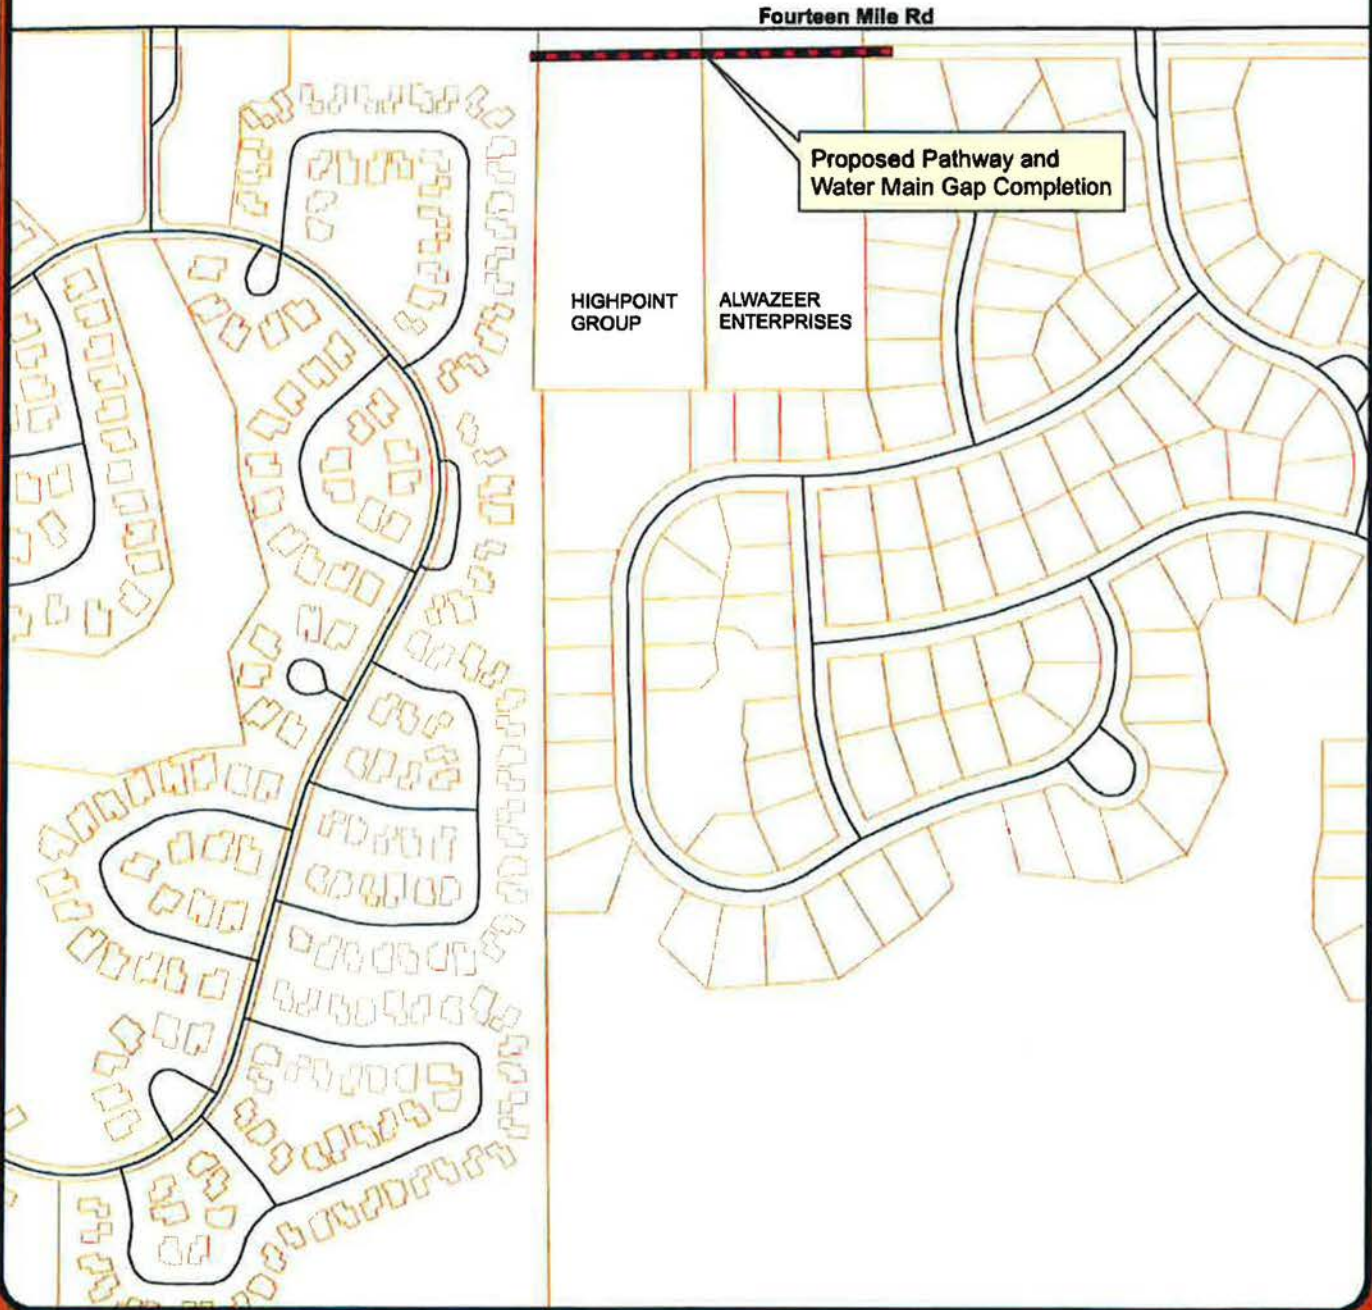 Fourteen Mile Rd
Proposed Pathway and
Water Main Gap Completion
HIGHPOINT
GROUP
ALWAZEER
ENTERPRISES